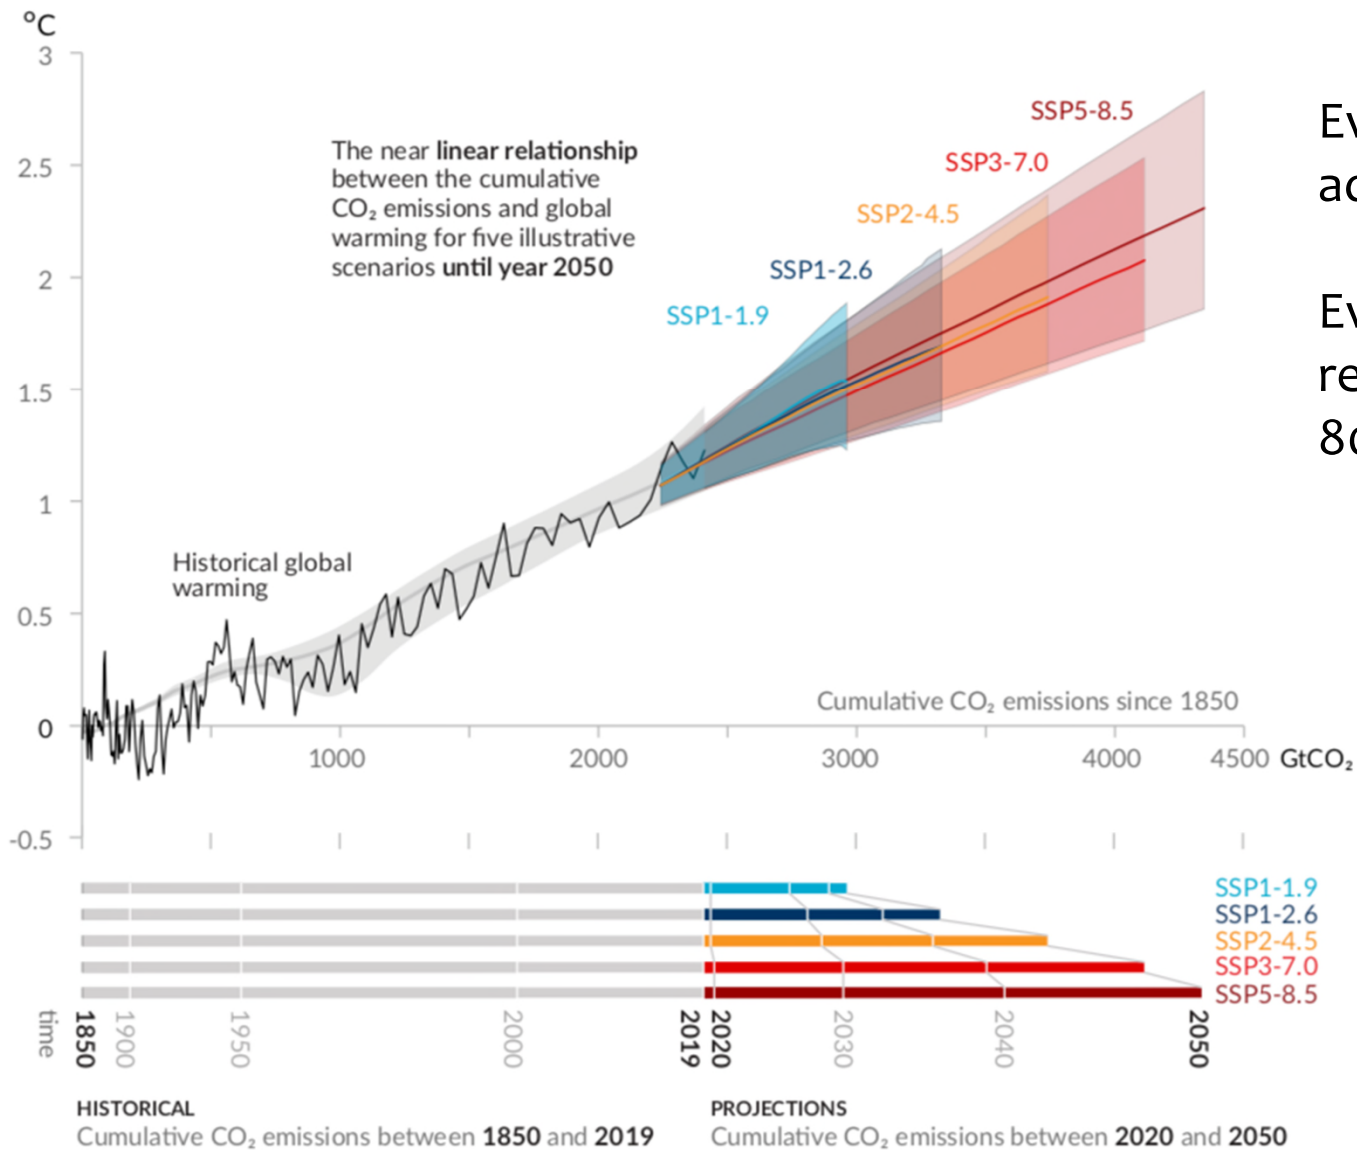 °C
3
2.5
2
1.5
1
0.5
0
-0.5
The near linear relationship
between the cumulative
CO₂ emissions and global
warming for five illustrative
scenarios until year 2050
SSP5-8.5
SSP3-7.0
SSP2-4.5
SSP1-2.6
SSP1-1.9
Historical global
warming
Cumulative CO₂ emissions since 1850
1000 2000 3000 4000 4500 GtCO₂
SSP1-1.9
SSP1-2.6
SSP2-4.5
SSP3-7.0
SSP5-8.5
time 1850 1900 1950 2000 2019 2020 2030 2040 2050
HISTORICAL
Cumulative CO₂ emissions between 1850 and 2019
PROJECTIONS
Cumulative CO₂ emissions between 2020 and 2050